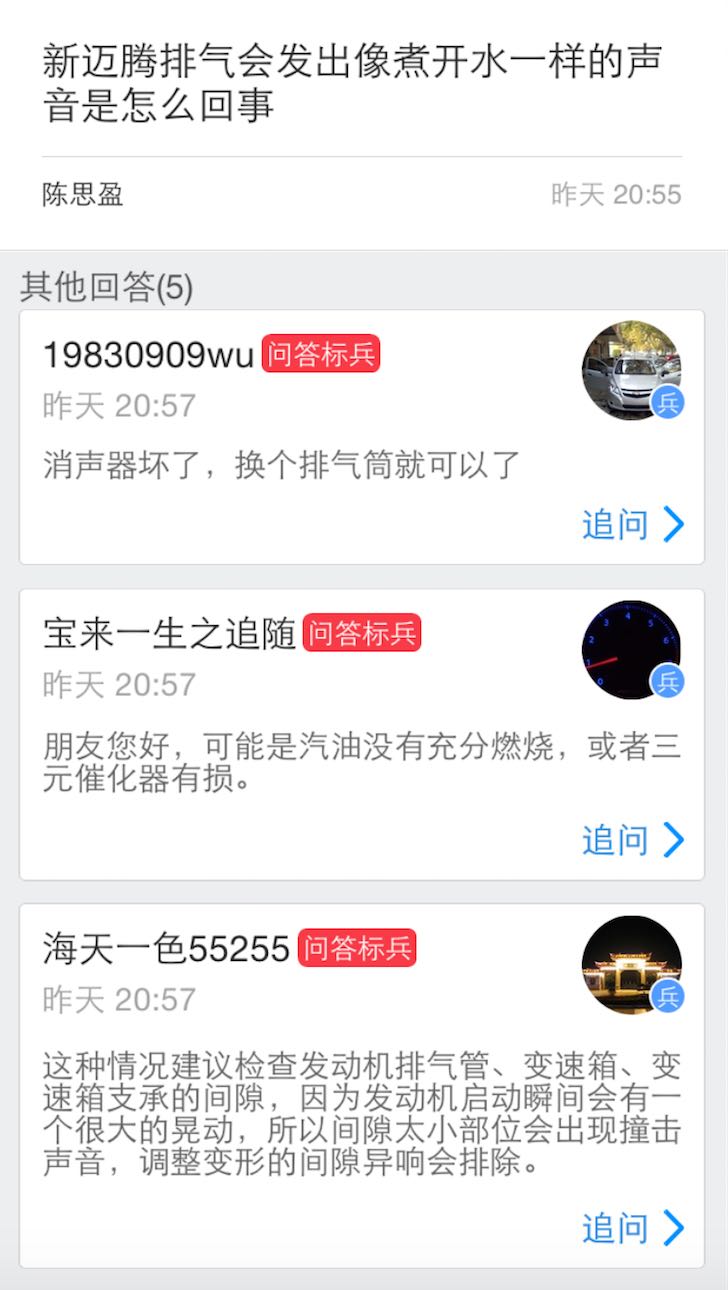 新迈腾排气会发出像煮开水一样的声
音是怎么回事
陈思盈
昨天 20:55
其他回答(5)
19830909wu 问答标兵
昨天 20:57
兵
消声器坏了，换个排气筒就可以了
追问
宝来一生之追随 问答标兵
昨天 20:57
兵
朋友您好，可能是汽油没有充分燃烧，或者三
元催化器有损。
追问
海天一色55255 问答标兵
昨天 20:57
兵
这种情况建议检查发动机排气管、变速箱、变
速箱支承的间隙，因为发动机启动瞬间会有一
个很大的晃动，所以间隙太小部位会出现撞击
声音，调整变形的间隙异响会排除。
追问